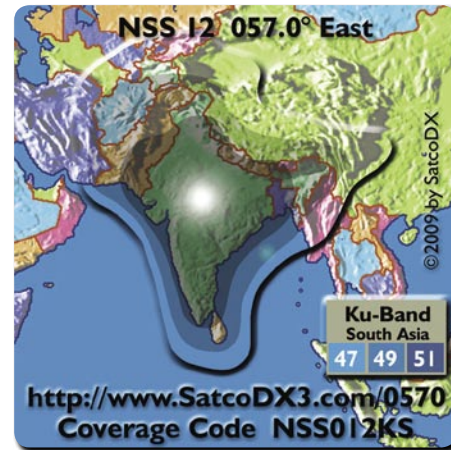 NSS 12 057.0° East
©2009 by SatcoDX
Ku-Band
South Asia
47 49 51
http://www.SatcoDX3.com/0570
Coverage Code NSS012KS